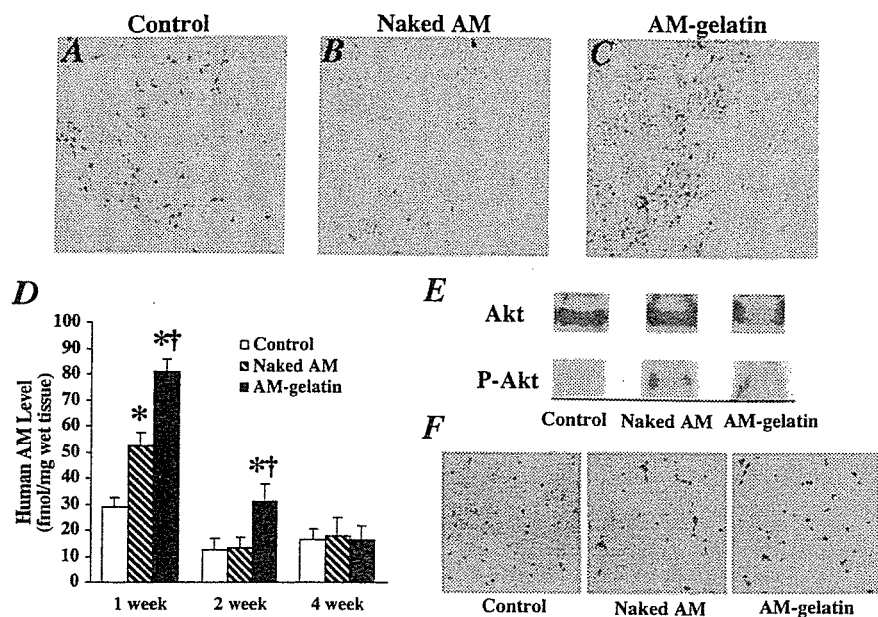 Control
Naked AM
AM-gelatin
A
B
C
D
Human AM Level
(fmol/mg wet tissue)
100
90
80
70
60
50
40
30
20
10
0
*
*†
*†
Control
Naked AM
AM-gelatin
1 week
2 week
4 week
E
Akt
P-Akt
Control
Naked AM
AM-gelatin
F
Control
Naked AM
AM-gelatin